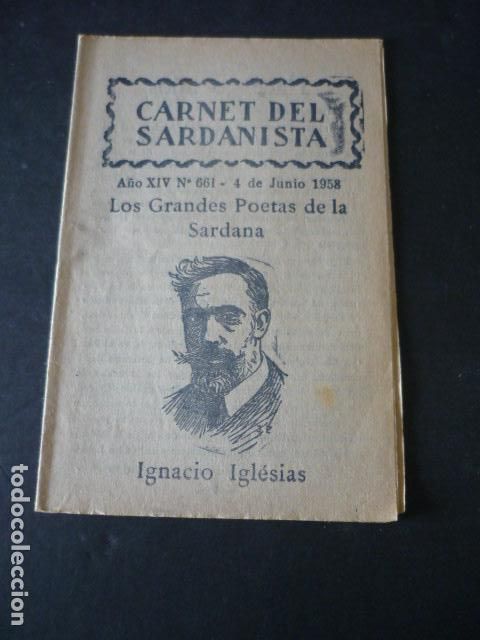 CARNET DEL
SARDANISTA
Año XIV Nº 661 - 4 de Junio 1958
Los Grandes Poetas de la
Sardana
Ignacio Iglésias
todocoleccion.net